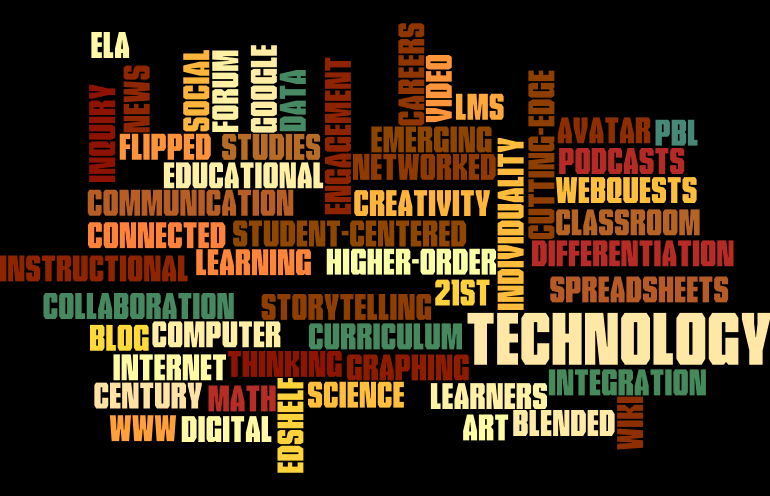 ELA
INQUIRY
NEWS
SOCIAL
FORUM
GOOGLE
DATA
ENGAGEMENT
CAREERS
VIDEO
LMS
CUTTING-EDGE
AVATAR
PBL
FLIPPED
STUDIES
EMERGING
INDIVIDUALITY
PODCASTS
EDUCATIONAL
NETWORKED
WEBQUESTS
COMMUNICATION
CREATIVITY
CLASSROOM
CONNECTED
STUDENT-CENTERED
DIFFERENTIATION
INSTRUCTIONAL
LEARNING
HIGHER-ORDER
21ST
SPREADSHEETS
COLLABORATION
STORYTELLING
BLOG
COMPUTER
CURRICULUM
TECHNOLOGY
INTERNET
THINKING
GRAPHING
INTEGRATION
CENTURY
MATH
EDSHELF
SCIENCE
LEARNERS
WIKI
WWW
DIGITAL
ART
BLENDED